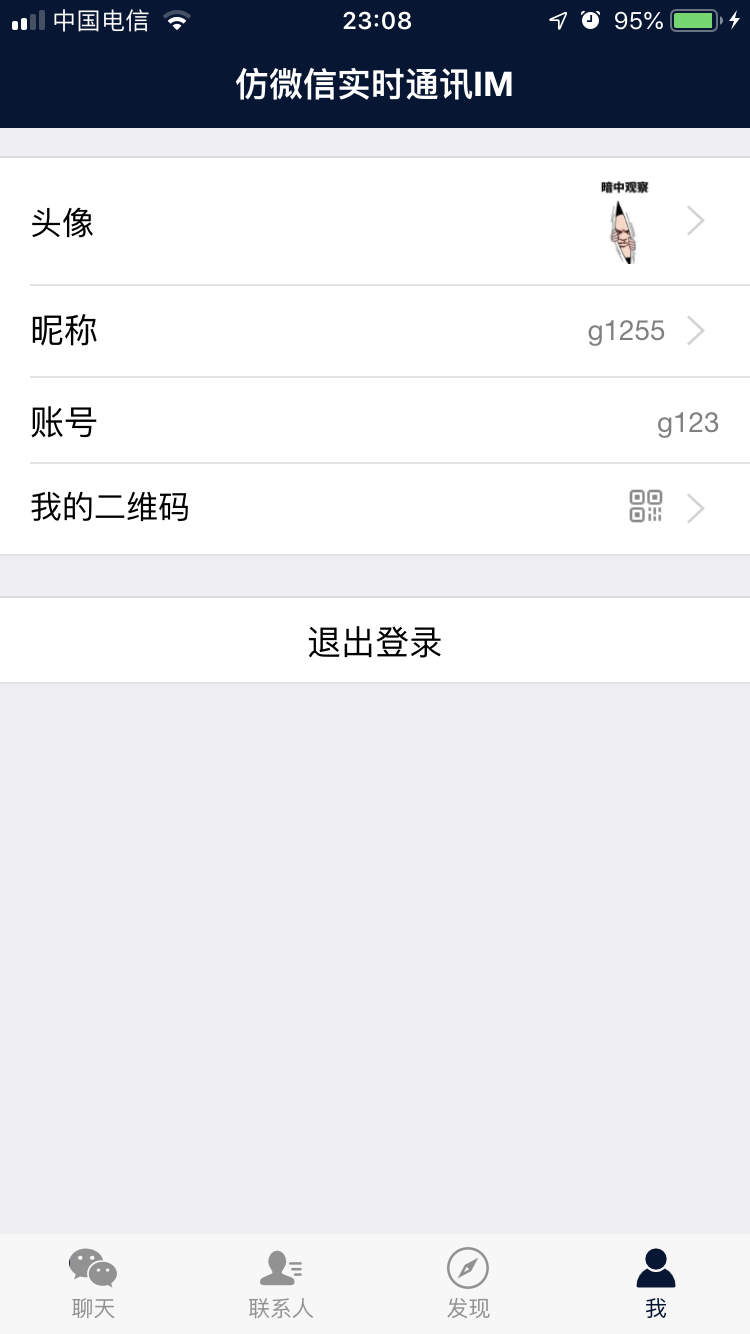 中国电信 23:08 95%
仿微信实时通讯IM
暗中观察
头像
昵称 g1255
账号 g123
我的二维码
退出登录
聊天 联系人 发现 我